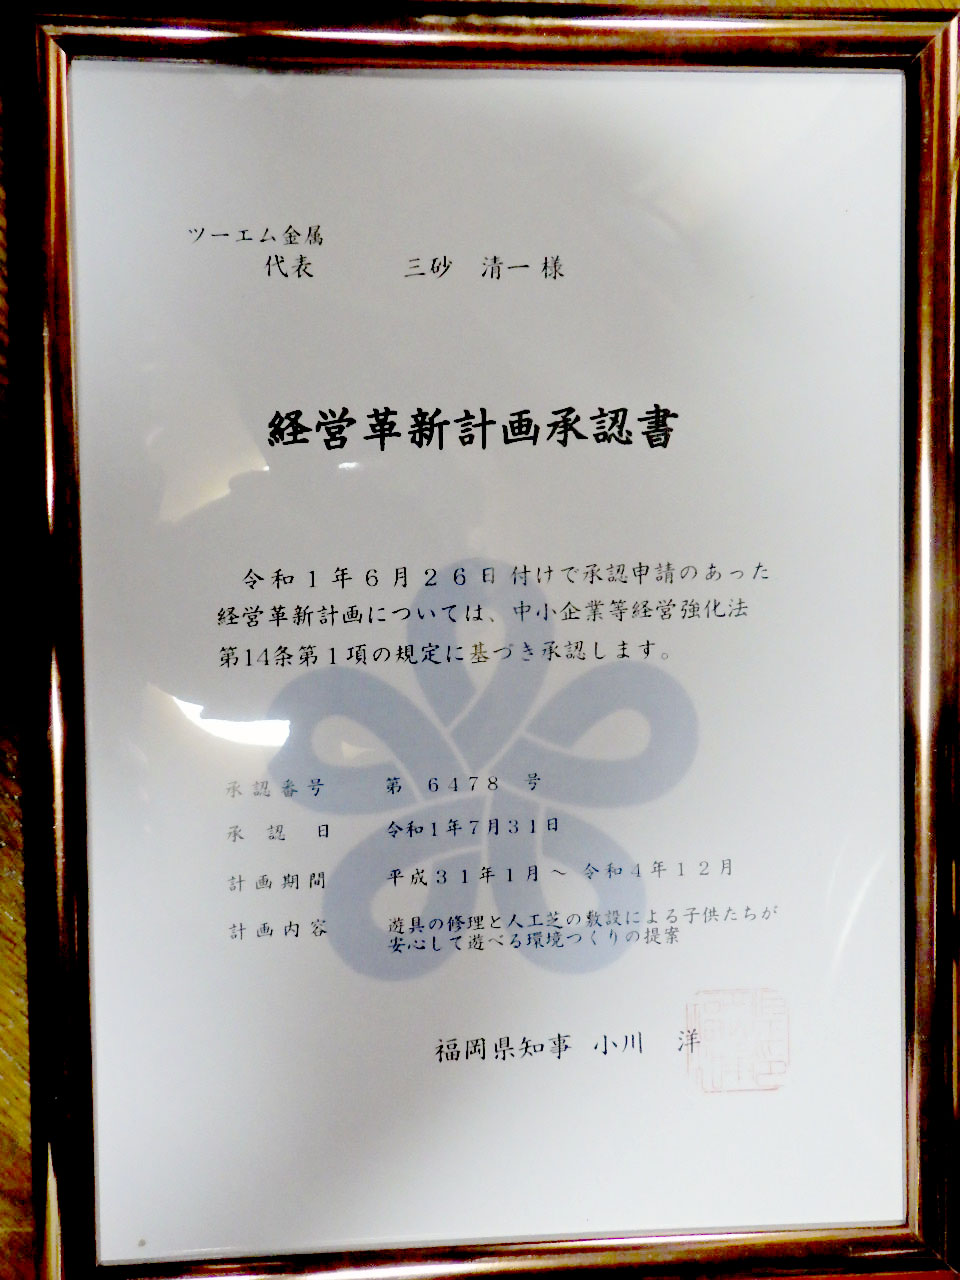 ツーエム金属
代表 三砂 清一 様
経営革新計画承認書
令和１年６月２６日付けで承認申請のあった
経営革新計画については、中小企業等経営強化法
第14条第１項の規定に基づき承認します。
承認番号 第 ６４７８ 号
承認日 令和１年７月３１日
計画期間 平成３１年１月～令和４年１２月
計画内容 遊具の修理と人工芝の敷設による子供たちが
安心して遊べる環境つくりの提案
福岡県知事 小川 洋